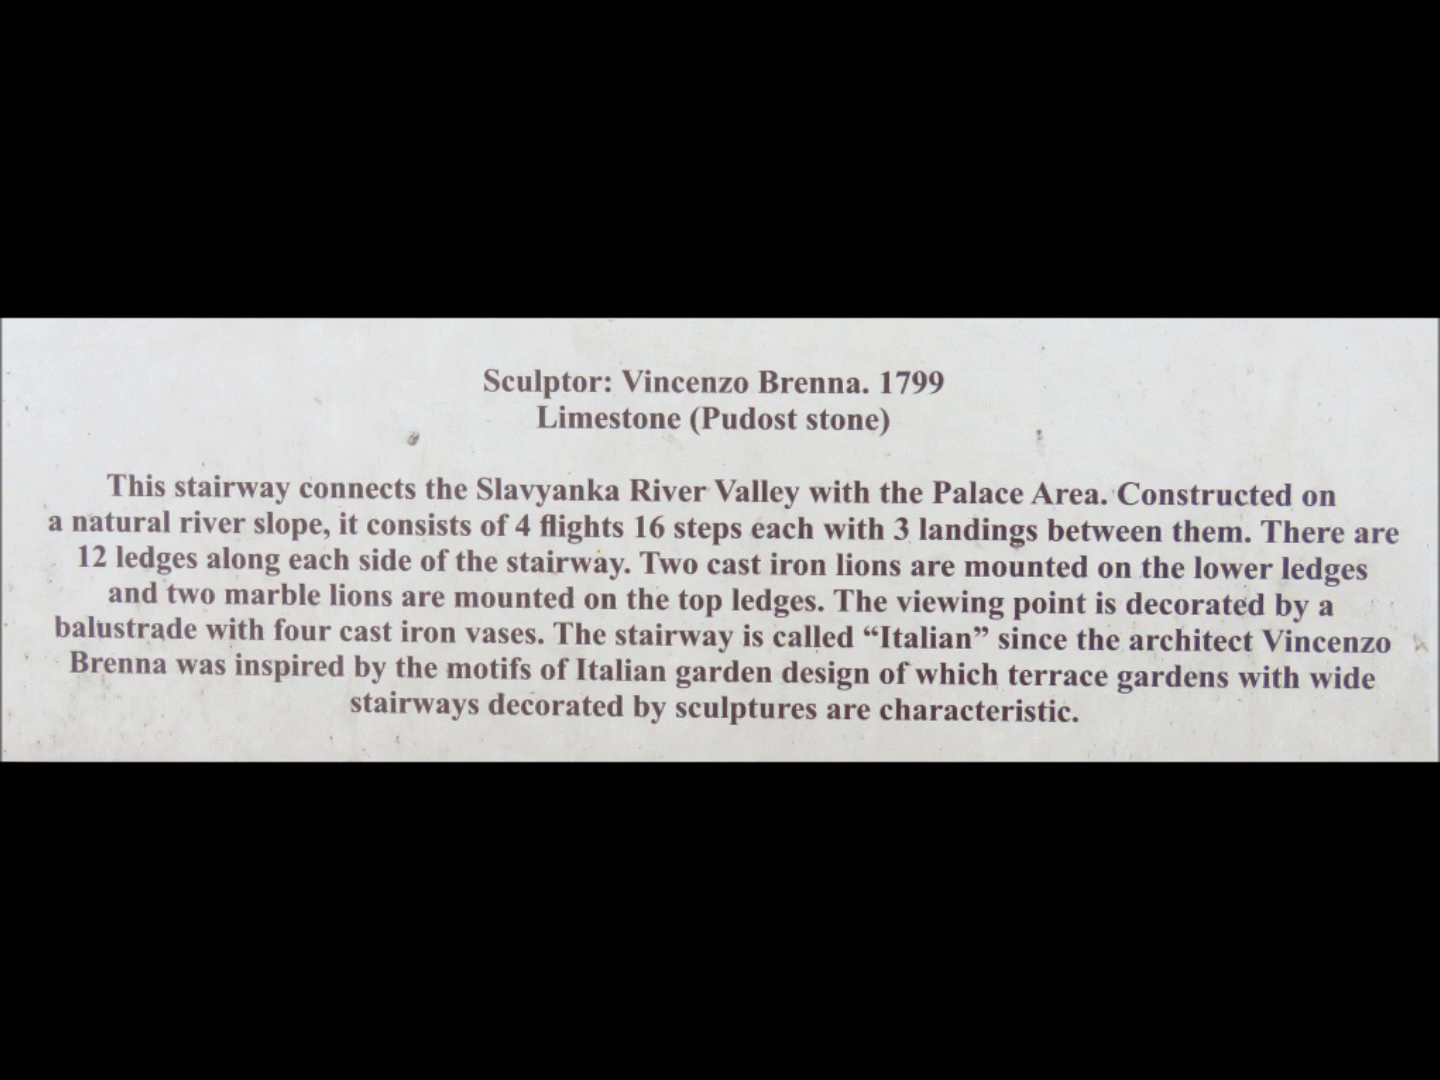 Sculptor: Vincenzo Brenna. 1799
Limestone (Pudost stone)
This stairway connects the Slavyanka River Valley with the Palace Area. Constructed on
a natural river slope, it consists of 4 flights 16 steps each with 3 landings between them. There are
12 ledges along each side of the stairway. Two cast iron lions are mounted on the lower ledges
and two marble lions are mounted on the top ledges. The viewing point is decorated by a
balustrade with four cast iron vases. The stairway is called “Italian” since the architect Vincenzo
Brenna was inspired by the motifs of Italian garden design of which terrace gardens with wide
stairways decorated by sculptures are characteristic.